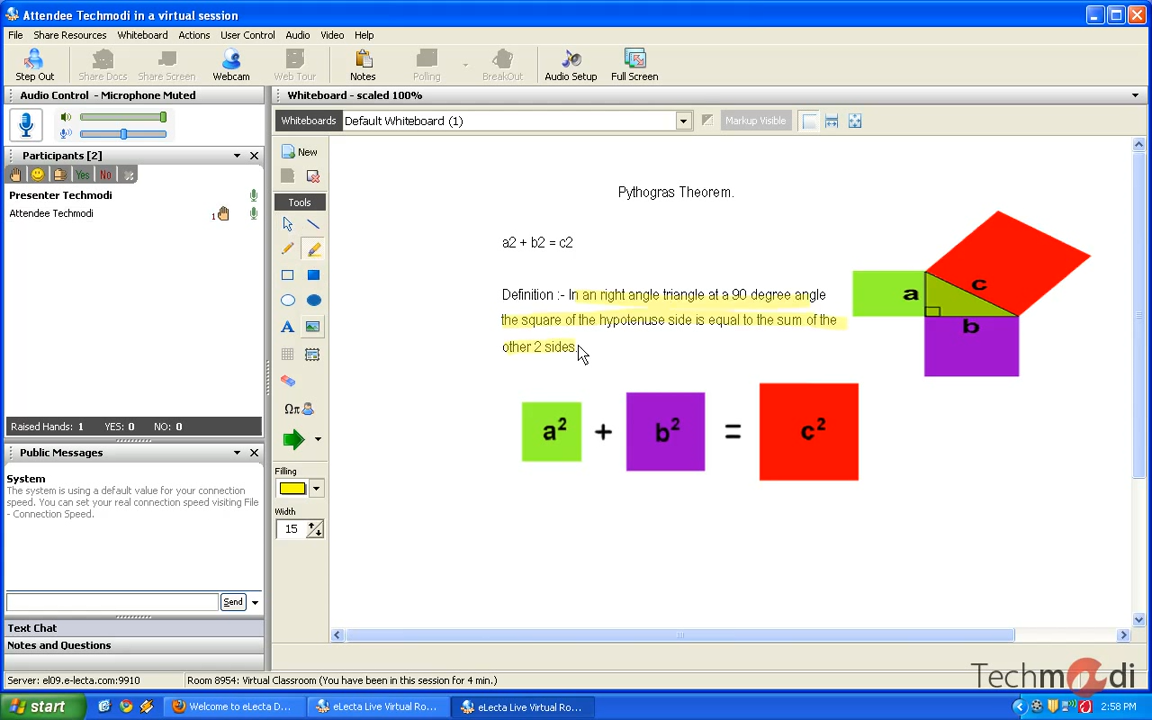 Attendee Techmodi in a virtual session
File Share Resources Whiteboard Actions User Control Audio Video Help
Step Out Share Docs Share Screen Webcam Web Tour Notes Polling BreakOut Audio Setup Full Screen
Audio Control - Microphone Muted
Whiteboard - scaled 100%
Whiteboards Default Whiteboard (1) Markup Visible
Participants [2]
Yes No
Presenter Techmodi
Attendee Techmodi 1
New
Tools
Ωπ
Filling
Width
15
Pythogras Theorem.
a2 + b2 = c2
Definition :- In an right angle triangle at a 90 degree angle
the square of the hypotenuse side is equal to the sum of the
other 2 sides.
a c
b
a² + b² = c²
Raised Hands: 1 YES: 0 NO: 0
Public Messages
System
The system is using a default value for your connection
speed. You can set your real connection speed visiting File
- Connection Speed.
Send
Text Chat
Notes and Questions
Server: el09.e-lecta.com:9910 Room 8954: Virtual Classroom (You have been in this session for 4 min.)
Techmodi
start Welcome to eLecta D... eLecta Live Virtual Ro... eLecta Live Virtual Ro... 2:58 PM